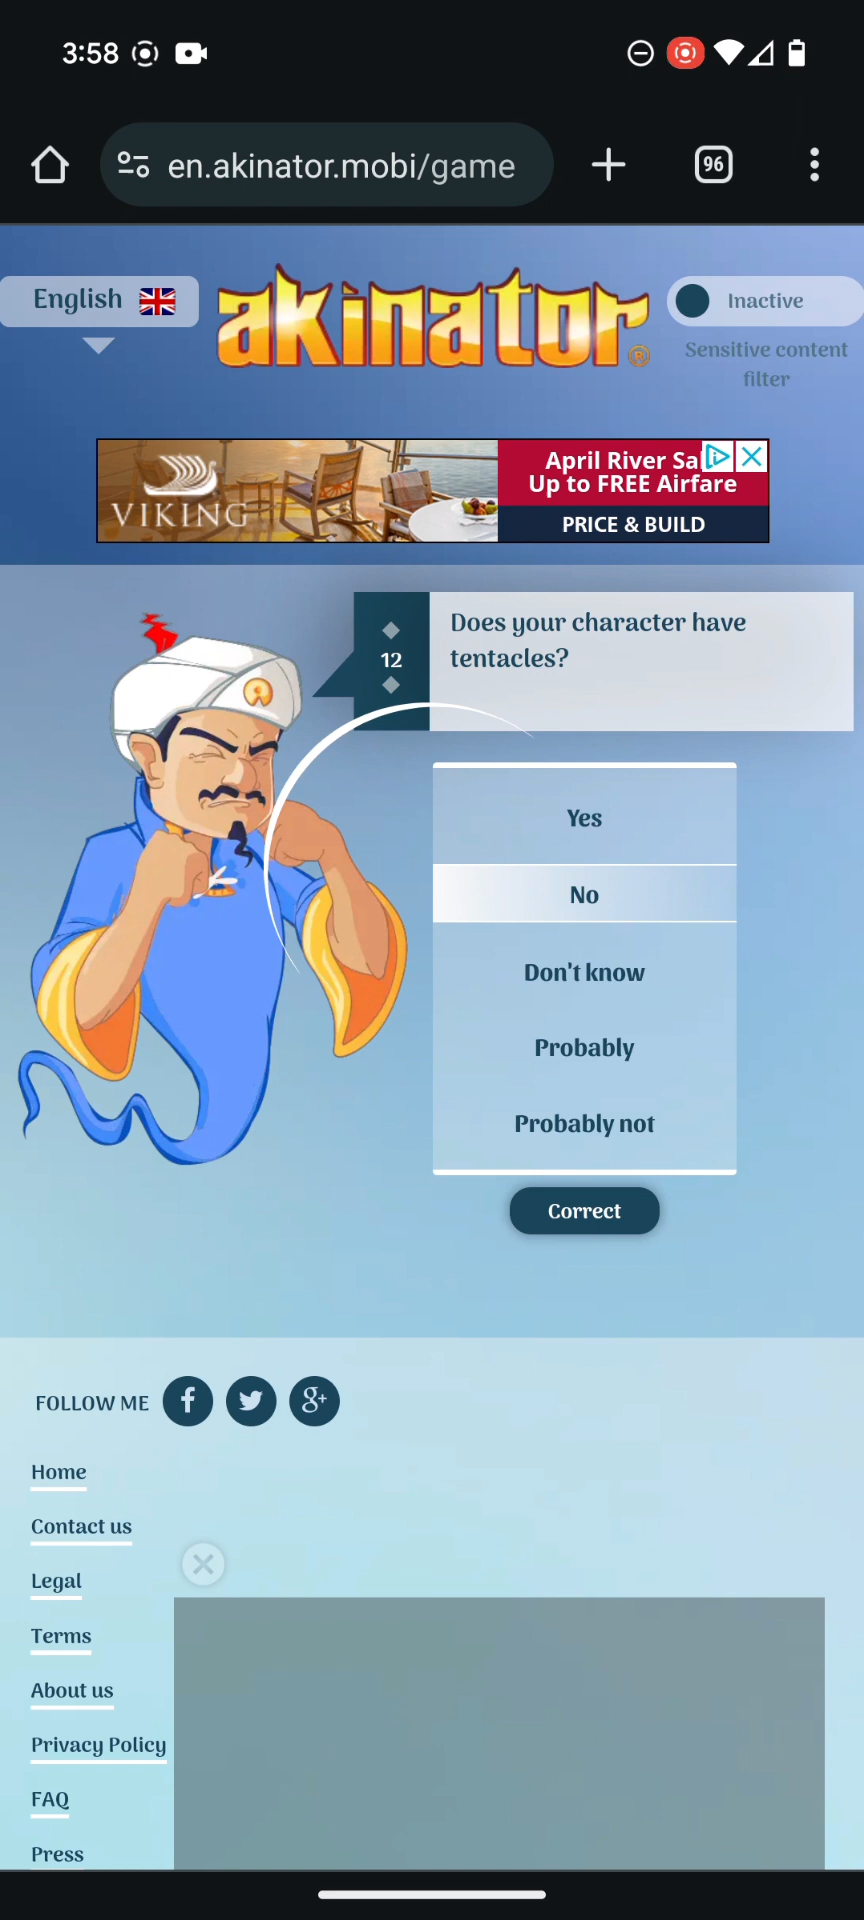 3:58
en.akinator.mobi/game
96
English
akinator®
Inactive
Sensitive content
filter
VIKING
April River Sa
Up to FREE Airfare
PRICE & BUILD
12
Does your character have
tentacles?
Yes
No
Don't know
Probably
Probably not
Correct
FOLLOW ME
Home
Contact us
Legal
Terms
About us
Privacy Policy
FAQ
Press